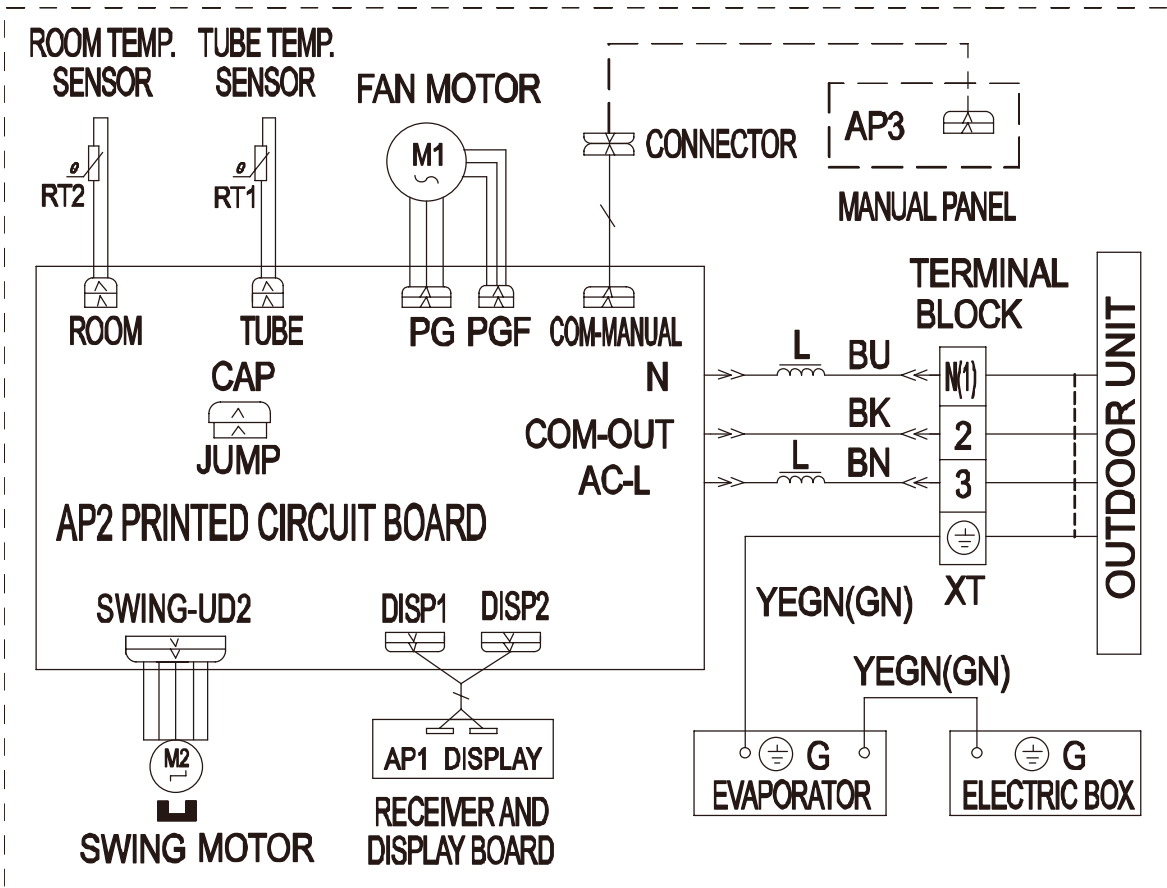 ROOM TEMP.
SENSOR
TUBE TEMP.
SENSOR
FAN MOTOR
M1
RT2
RT1
CONNECTOR
AP3
MANUAL PANEL
ROOM
TUBE
PG
PGF
COM-MANUAL
CAP
JUMP
N
COM-OUT
AC-L
L
BU
BK
L
BN
TERMINAL
BLOCK
N(1)
2
3
XT
OUTDOOR UNIT
AP2 PRINTED CIRCUIT BOARD
SWING-UD2
DISP1
DISP2
YEGN(GN)
YEGN(GN)
M2
SWING MOTOR
AP1 DISPLAY
RECEIVER AND
DISPLAY BOARD
G
EVAPORATOR
G
ELECTRIC BOX